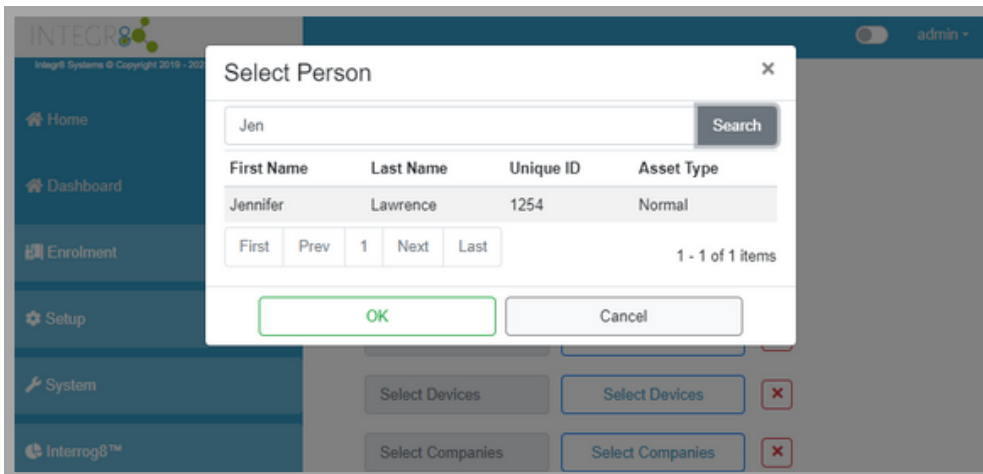 INTEGR8
admin
Integr8 Systems © Copyright 2019 - 202
Select Person ×
Jen Search
First Name Last Name Unique ID Asset Type
Jennifer Lawrence 1254 Normal
First Prev 1 Next Last
1 - 1 of 1 items
OK Cancel
Home
Dashboard
Enrolment
Setup
System
Interrog8™
Select Devices Select Devices
Select Companies Select Companies